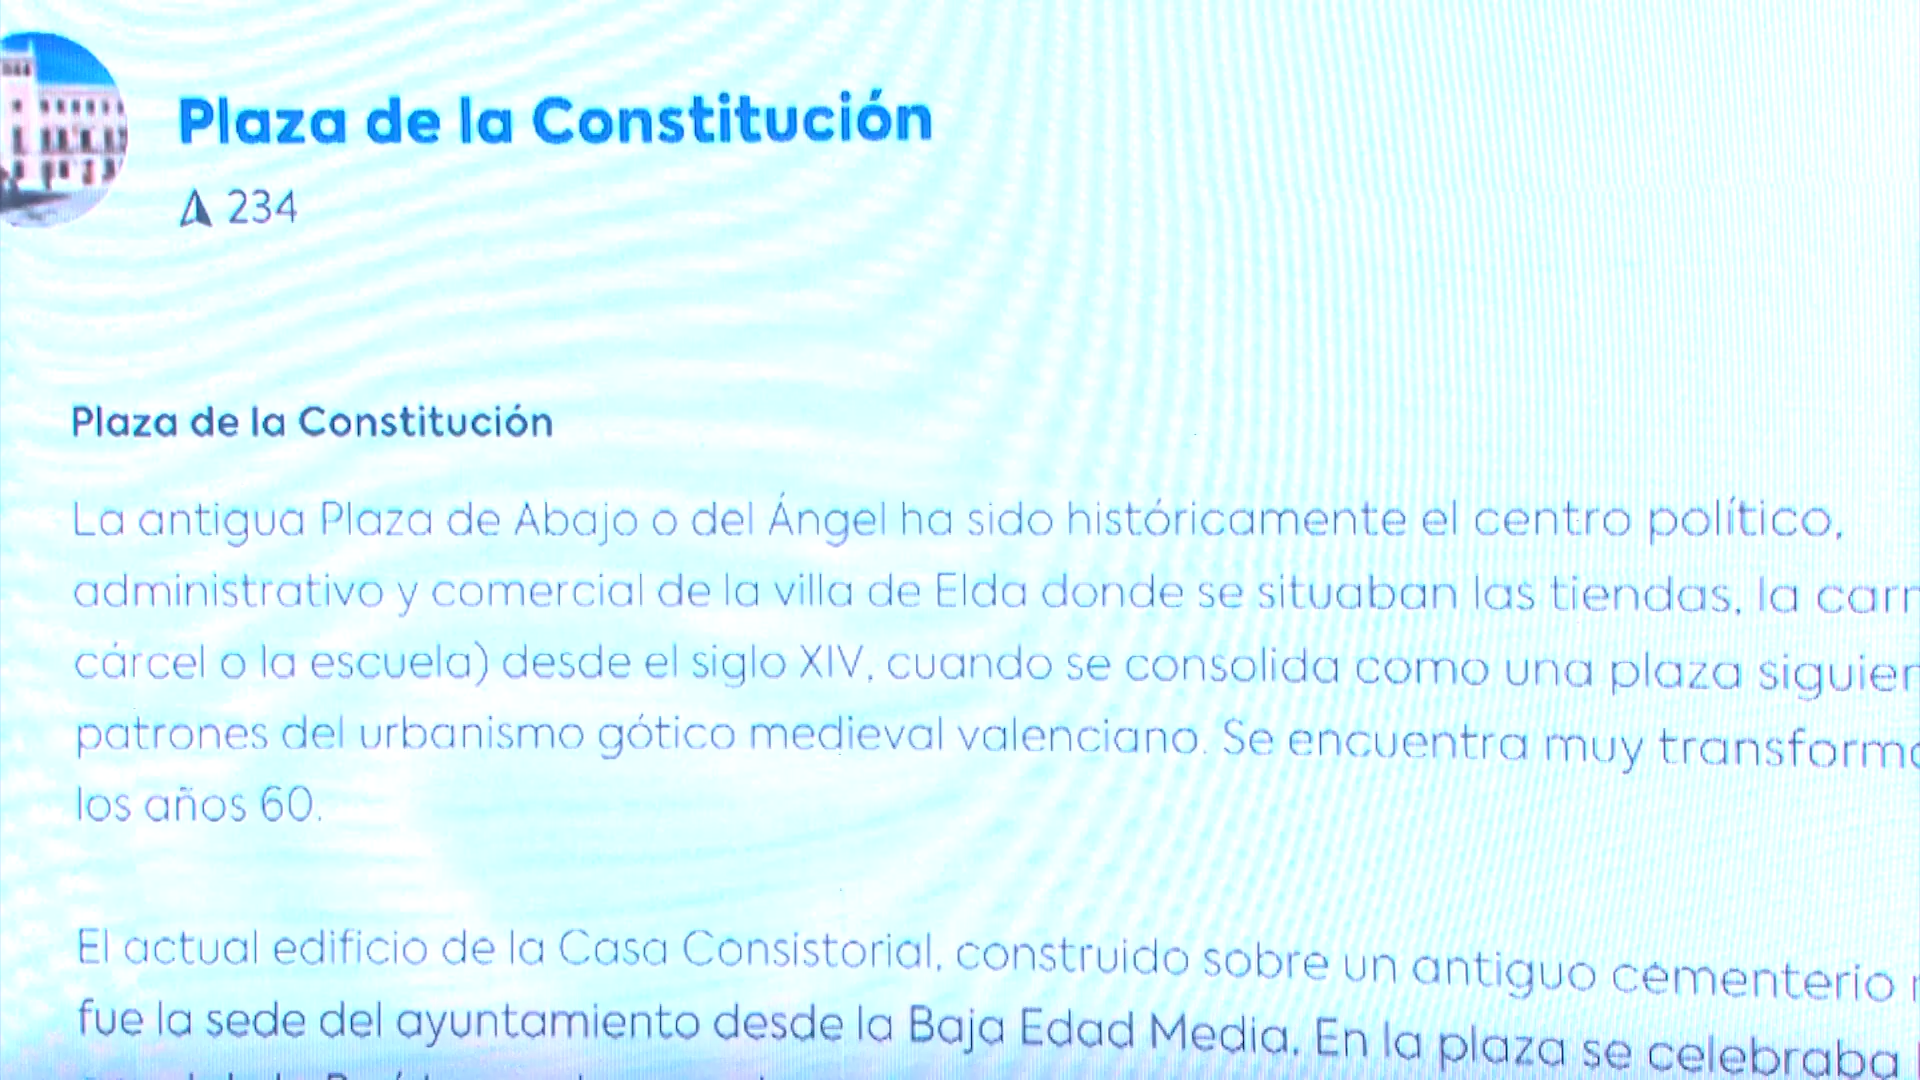 Plaza de la Constitución
234
Plaza de la Constitución
La antigua Plaza de Abajo o del Ángel ha sido históricamente el centro político,
administrativo y comercial de la villa de Elda donde se situaban las tiendas, la
cárcel o la escuela) desde el siglo XIV, cuando se consolida como una plaza
patrones del urbanismo gótico medieval valenciano. Se encuentra muy
los años 60.
El actual edificio de la Casa Consistorial, construido sobre un antiguo cementerio
fue la sede del ayuntamiento desde la Baja Edad Media. En la plaza se celebraba